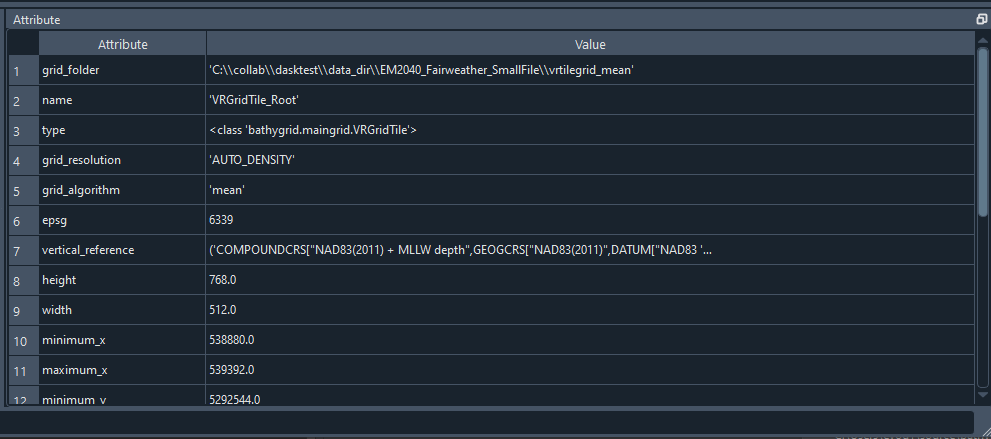 Attribute
Attribute Value
1 grid_folder 'C:\\collab\\dasktest\\data_dir\\EM2040_Fairweather_SmallFile\\vrtilegrid_mean'
2 name 'VRGridTile_Root'
3 type <class 'bathygrid.maingrid.VRGridTile'>
4 grid_resolution 'AUTO_DENSITY'
5 grid_algorithm 'mean'
6 epsg 6339
7 vertical_reference ('COMPOUNDCRS["NAD83(2011) + MLLW depth",GEOGCRS["NAD83(2011)",DATUM["NAD83 '...
8 height 768.0
9 width 512.0
10 minimum_x 538880.0
11 maximum_x 539392.0
12 minimum_y 5292544.0